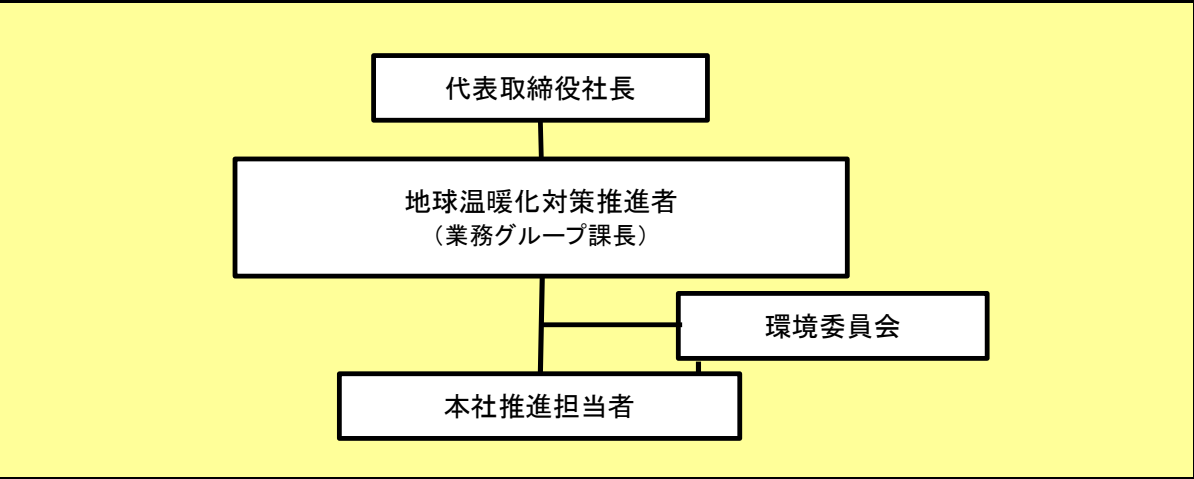 代表取締役社長
地球温暖化対策推進者
（業務グループ課長）
環境委員会
本社推進担当者